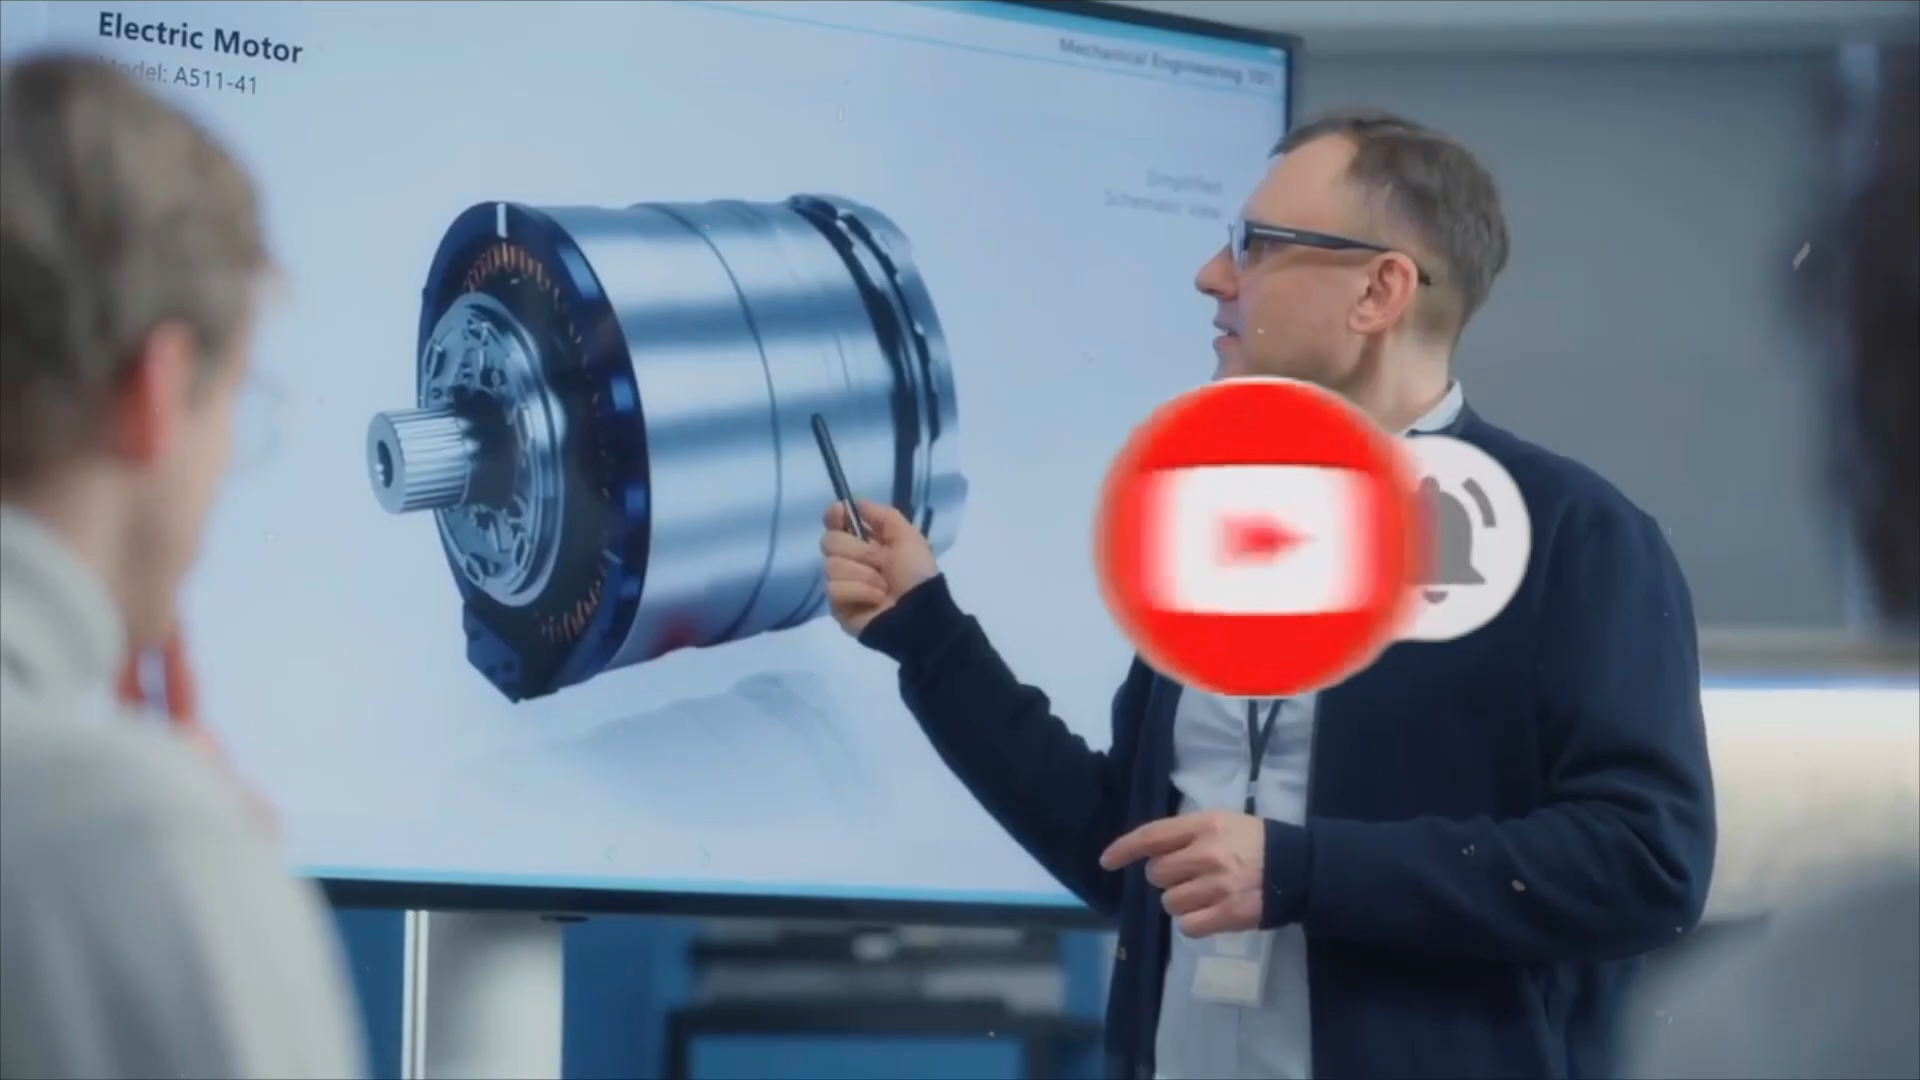 Electric Motor
Model: A511-41
Mechanical Engineering 101
Simplified
Schematic View